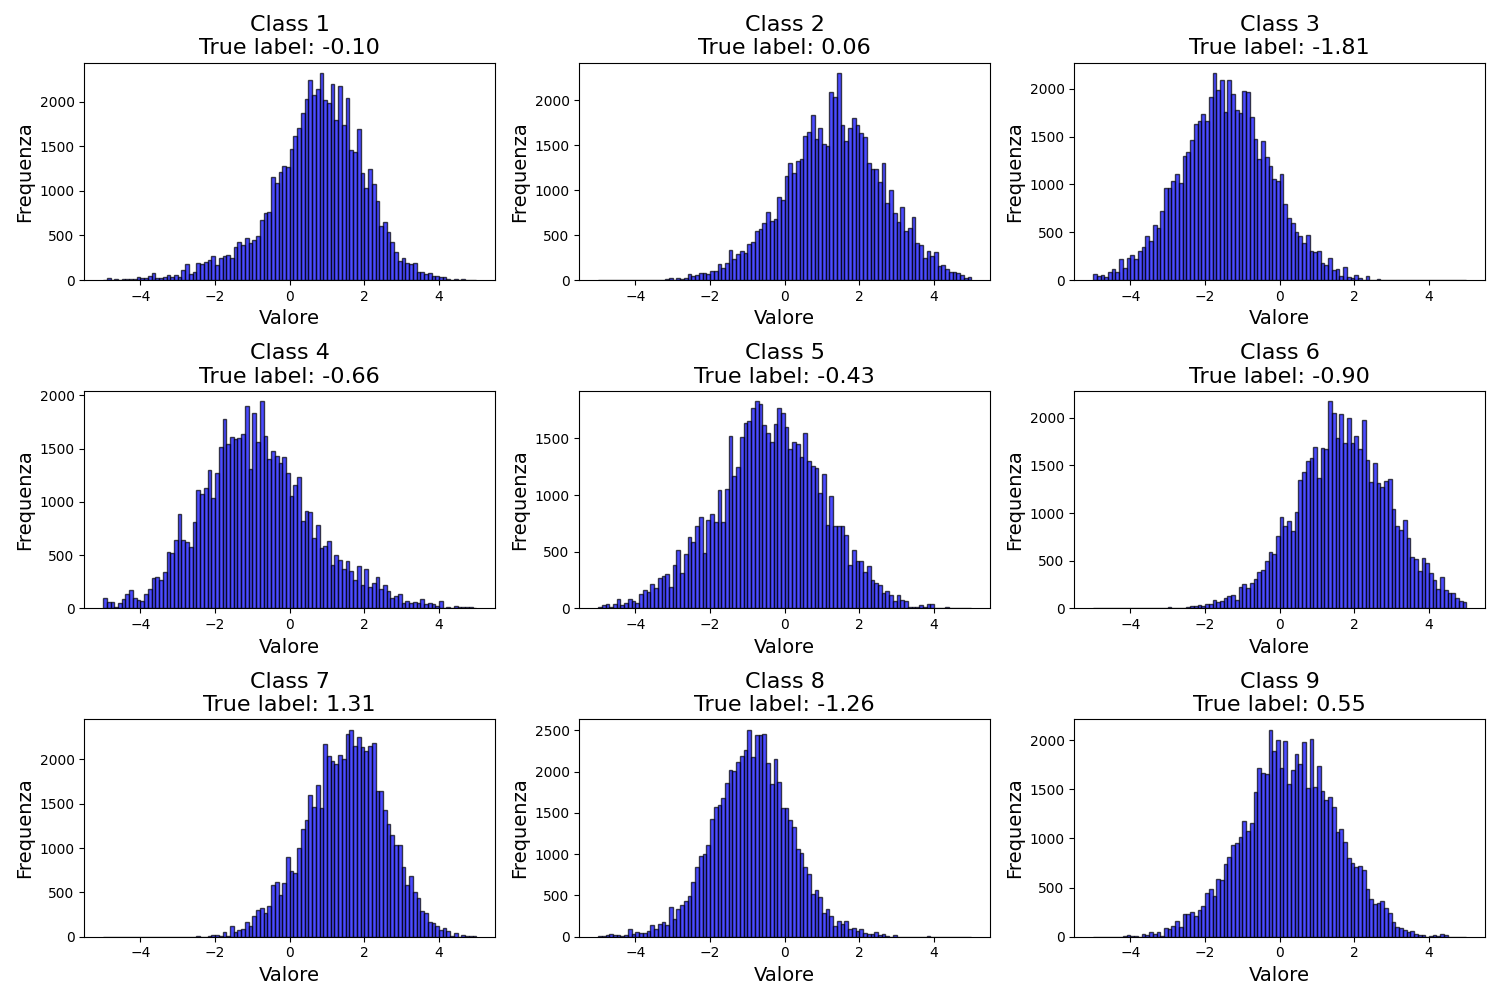 Class 1
True label: -0.10
Class 2
True label: 0.06
Class 3
True label: -1.81
Frequenza
2000
1500
1000
500
0
−4 −2 0 2 4
Valore
Frequenza
2000
1500
1000
500
0
−4 −2 0 2 4
Valore
Frequenza
2000
1500
1000
500
0
−4 −2 0 2 4
Valore
Class 4
True label: -0.66
Class 5
True label: -0.43
Class 6
True label: -0.90
Frequenza
2000
1500
1000
500
0
−4 −2 0 2 4
Valore
Frequenza
1500
1000
500
0
−4 −2 0 2 4
Valore
Frequenza
2000
1500
1000
500
0
−4 −2 0 2 4
Valore
Class 7
True label: 1.31
Class 8
True label: -1.26
Class 9
True label: 0.55
Frequenza
2000
1500
1000
500
0
−4 −2 0 2 4
Valore
Frequenza
2500
2000
1500
1000
500
0
−4 −2 0 2 4
Valore
Frequenza
2000
1500
1000
500
0
−4 −2 0 2 4
Valore